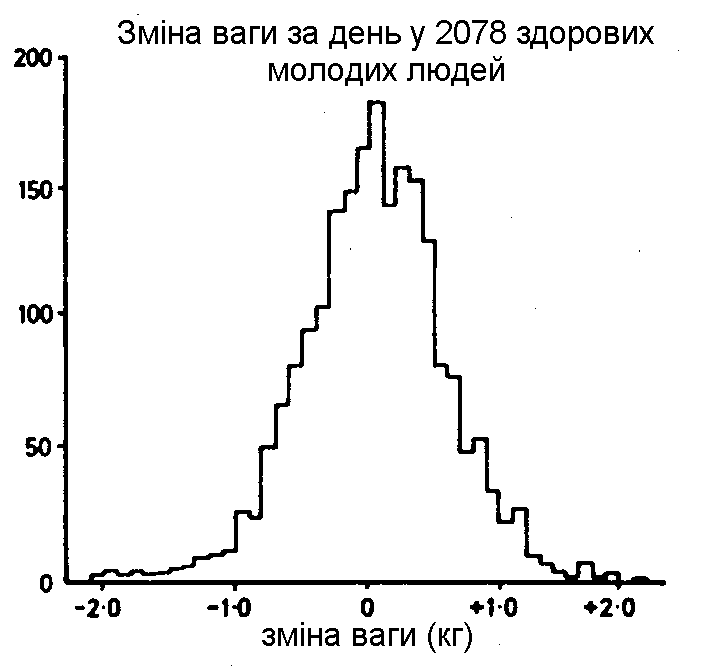 Зміна ваги за день у 2078 здорових
молодих людей
200
150
100
50
0
-2·0 -1·0 0 +1·0 +2·0
зміна ваги (кг)